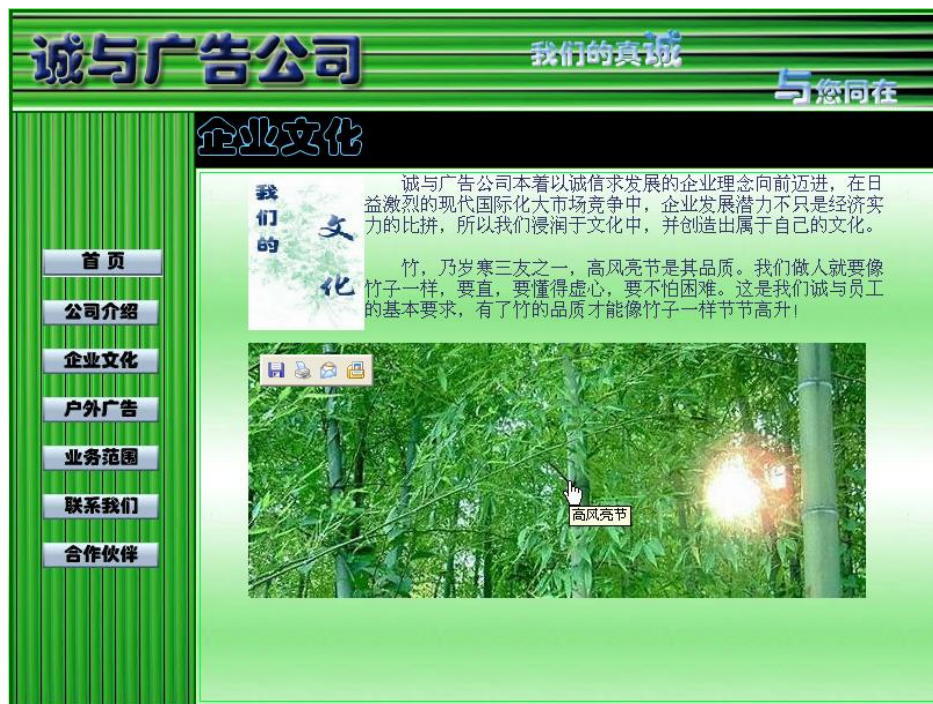 诚与广告公司
我们的真诚
与您同在
企业文化
首页
公司介绍
企业文化
户外广告
业务范围
联系我们
合作伙伴
我们的
文化
诚与广告公司本着以诚信求发展的企业理念向前迈进，在日
益激烈的现代国际化大市场竞争中，企业发展潜力不只是经济实
力的比拼，所以我们浸润于文化中，并创造出属于自己的文化。
竹，乃岁寒三友之一，高风亮节是其品质。我们做人就要像
竹子一样，要直，要懂得虚心，要不怕困难。这是我们诚与员工
的基本要求，有了竹的品质才能像竹子一样节节高升！
高风亮节